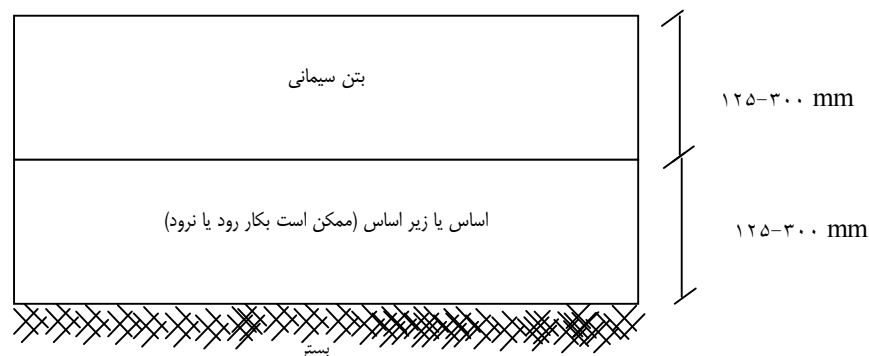 بتن سیمانی
۱۲۵-۳۰۰ mm
اساس یا زیر اساس (ممکن است بکار رود یا نرود)
۱۲۵-۳۰۰ mm
بستر